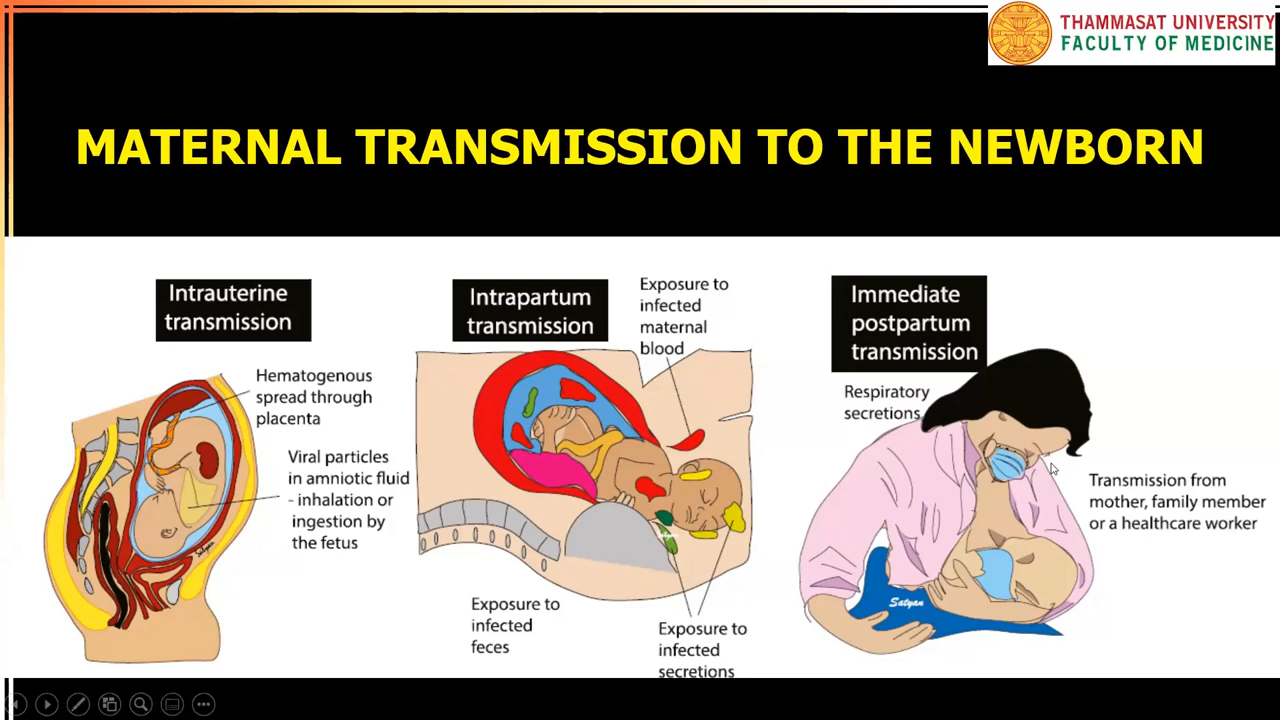 THAMMASAT UNIVERSITY
FACULTY OF MEDICINE
MATERNAL TRANSMISSION TO THE NEWBORN
Intrauterine
transmission
Hematogenous
spread through
placenta
Viral particles
in amniotic fluid
- inhalation or
ingestion by
the fetus
Satyan
Intrapartum
transmission
Exposure to
infected
maternal
blood
Exposure to
infected
feces
Exposure to
infected
secretions
Immediate
postpartum
transmission
Respiratory
secretions
Transmission from
mother, family member
or a healthcare worker
Satyan